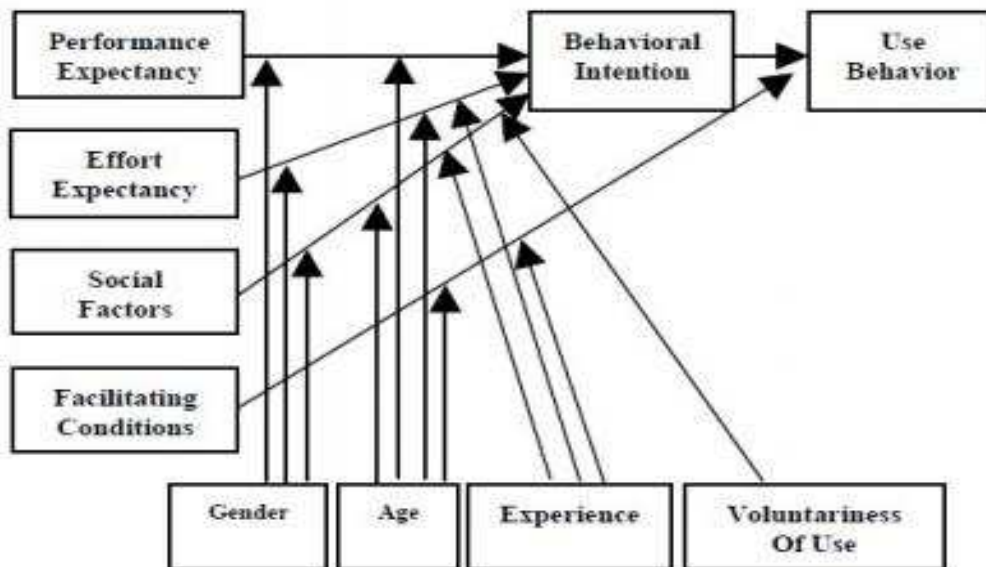 Performance
Expectancy
Behavioral
Intention
Use
Behavior
Effort
Expectancy
Social
Factors
Facilitating
Conditions
Gender
Age
Experience
Voluntariness
Of Use